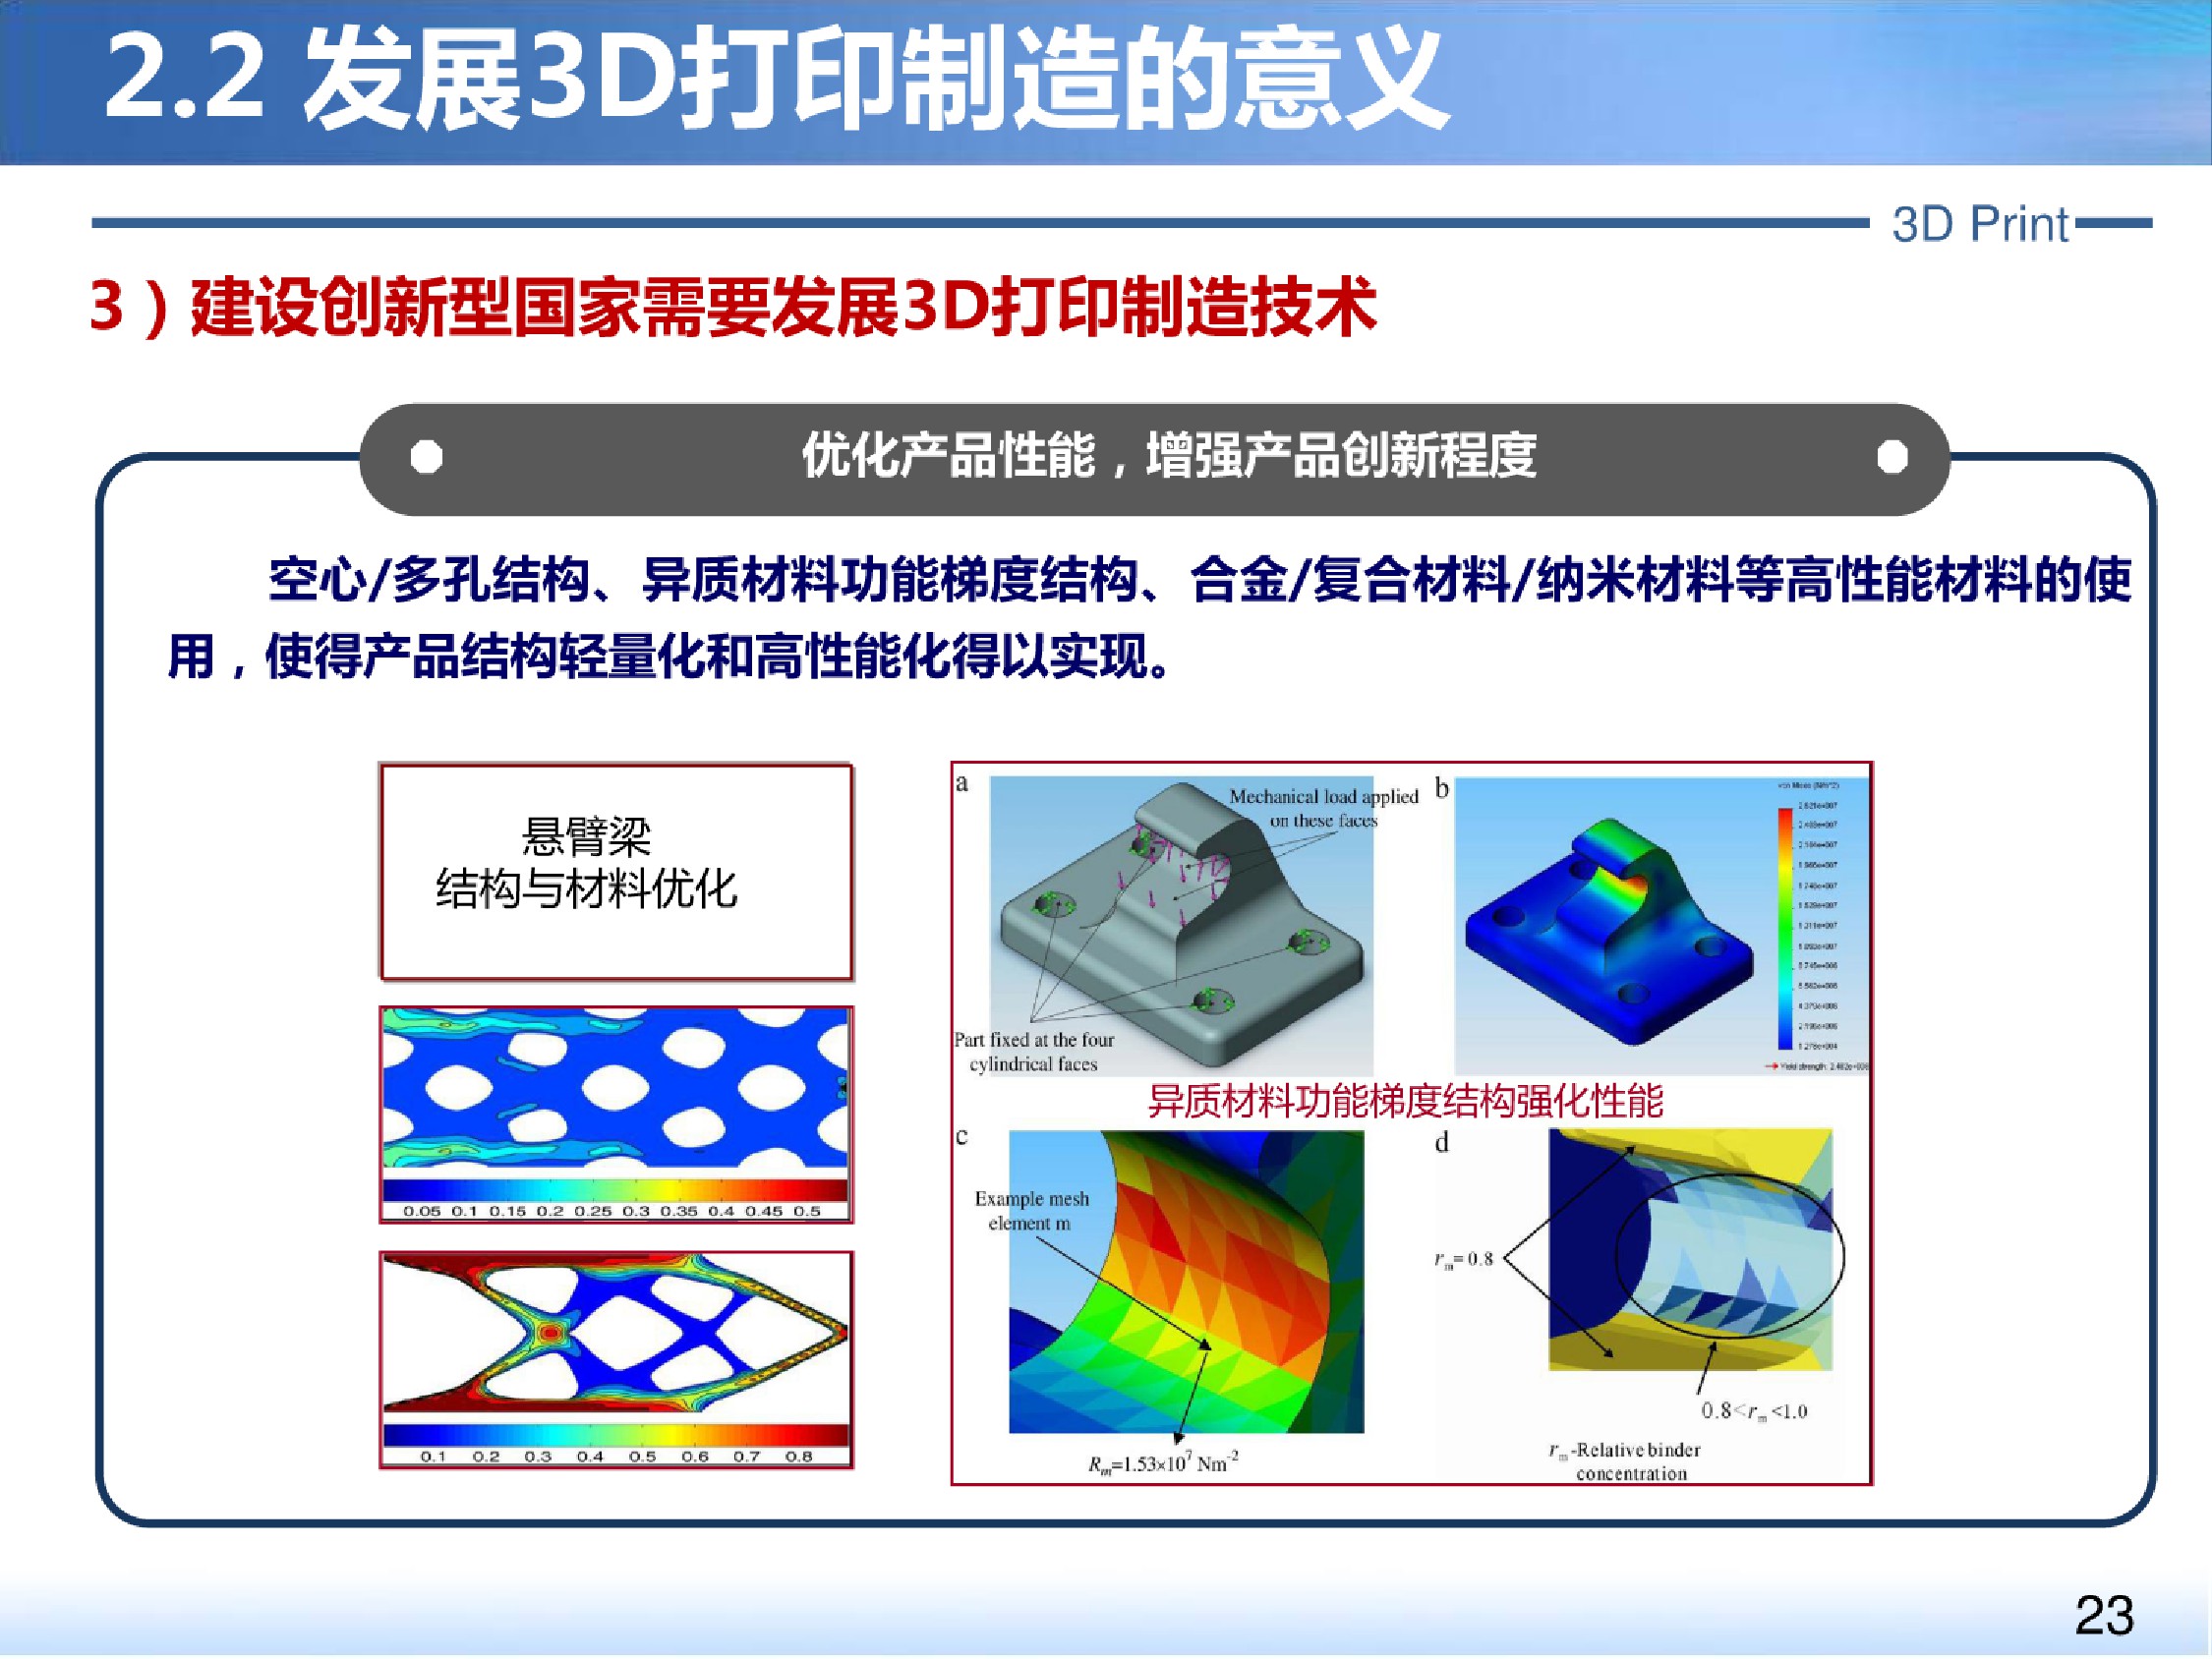 2.2 发展3D打印制造的意义
3D Print
3）建设创新型国家需要发展3D打印制造技术
优化产品性能，增强产品创新程度
空心/多孔结构、异质材料功能梯度结构、合金/复合材料/纳米材料等高性能材料的使
用，使得产品结构轻量化和高性能化得以实现。
悬臂梁
结构与材料优化
0.05 0.1 0.15 0.2 0.25 0.3 0.35 0.4 0.45 0.5
0.1 0.2 0.3 0.4 0.5 0.6 0.7 0.8
a
Mechanical load applied
on these faces
Part fixed at the four
cylindrical faces
b
von Mises (N/m^2)
异质材料功能梯度结构强化性能
c
Example mesh
element m
Rm=1.53×10⁷ Nm⁻²
d
rm=0.8
0.8<rm<1.0
rm-Relative binder
concentration
23